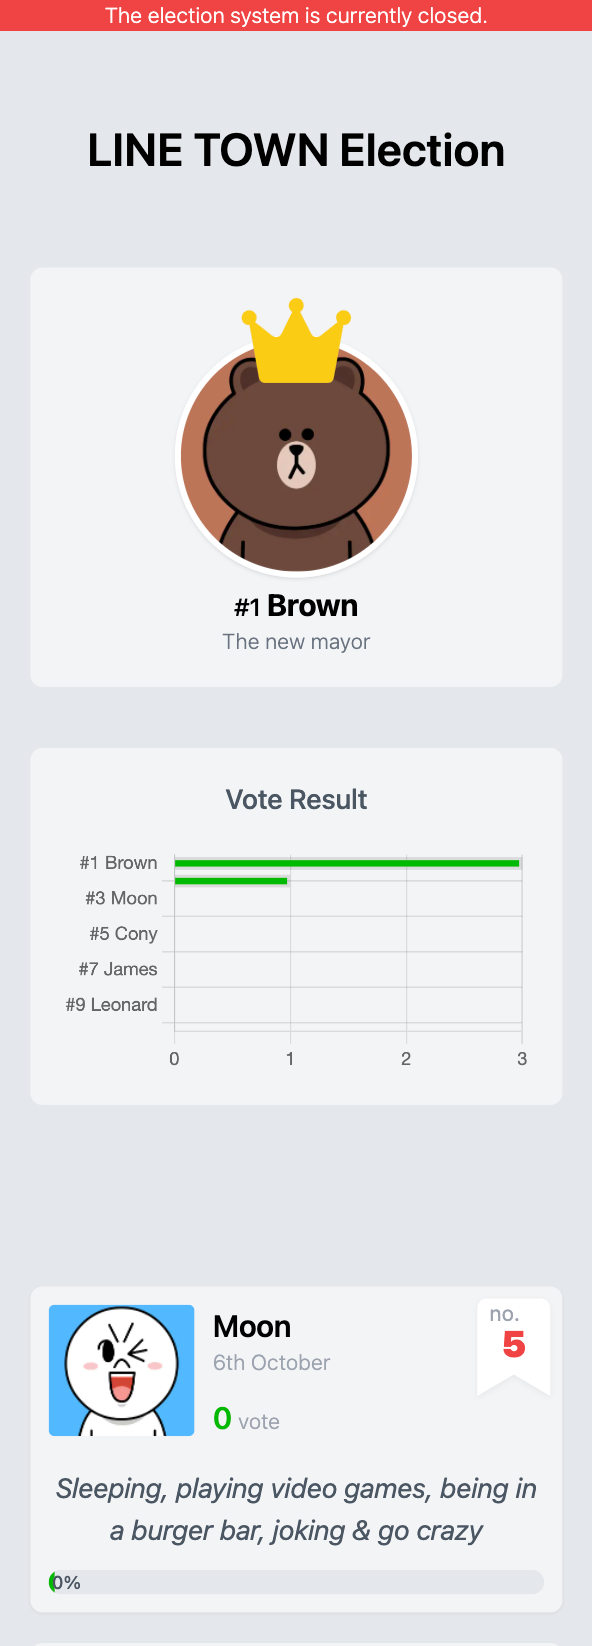 The election system is currently closed.
LINE TOWN Election
#1 Brown
The new mayor
Vote Result
#1 Brown
#3 Moon
#5 Cony
#7 James
#9 Leonard
0 1 2 3
Moon
6th October
0 vote
no.
5
Sleeping, playing video games, being in
a burger bar, joking & go crazy
0%